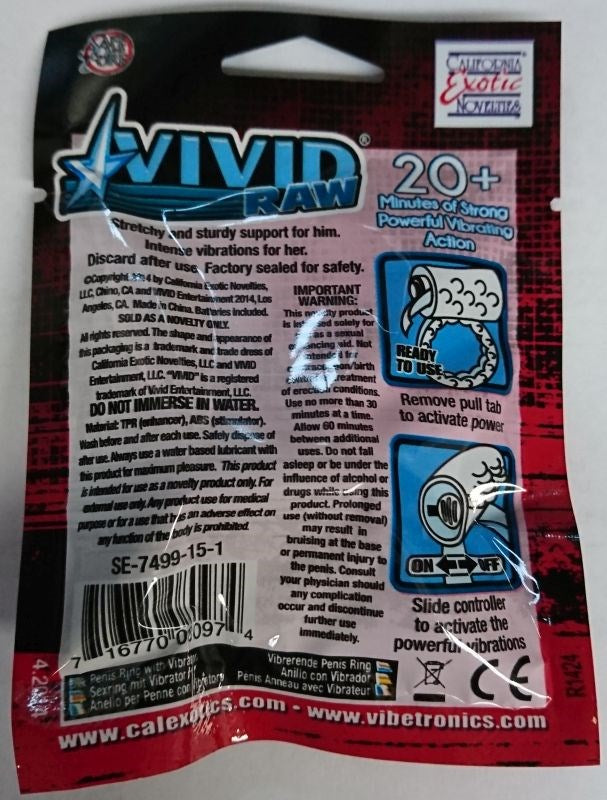 CALIFORNIA
Exotic
NOVELTIES
VIVID®
RAW
20+
Minutes of Strong
Powerful Vibrating
Action
Stretchy and sturdy support for him.
Intense vibrations for her.
Discard after use. Factory sealed for safety.
©Copyright 2014 by California Exotic Novelties,
LLC, Chino, CA and VIVID Entertainment 2014, Los
Angeles, CA. Made in China. Batteries Included.
SOLD AS A NOVELTY ONLY.
All rights reserved. The shape and appearance of
this packaging is a trademark and trade dress of
California Exotic Novelties, LLC and VIVID
Entertainment, LLC. "VIVID" is a registered
trademark of Vivid Entertainment, LLC.
DO NOT IMMERSE IN WATER.
Material: TPR (enhancer), ABS (stimulator).
Wash before and after each use. Safely dispose of
after use. Always use a water based lubricant with
this product for maximum pleasure. This product
is intended for use as a novelty product only. For
external use only. Any product use for medical
purpose or for a use that has an adverse effect on
any function of the body is prohibited.
SE-7499-15-1
7 16770 097 4
IMPORTANT
WARNING:
This novelty product
is intended solely for
as a sexual
enhancing aid. Not
intended for
contraception/birth
treatment
of erection conditions.
Use no more than 30
minutes at a time.
Allow 60 minutes
between additional
uses. Do not fall
asleep or be under the
influence of alcohol or
drugs while using this
product. Prolonged
use (without removal)
may result in
bruising at the base
or permanent injury to
the penis. Consult
your physician should
any complication
occur and discontinue
further use
immediately.
READY
TO USE
Remove pull tab
to activate power
ON OFF
Slide controller
to activate the
powerful vibrations
Penis Ring with Vibrator
Sexring mit Vibrator
Anello per Penne con Vibratore
Vibrerende Penis Ring
Anillo con Vibrador
Penis Anneau avec Vibrateur
CE
R1424
www.calexotics.com - www.vibetronics.com